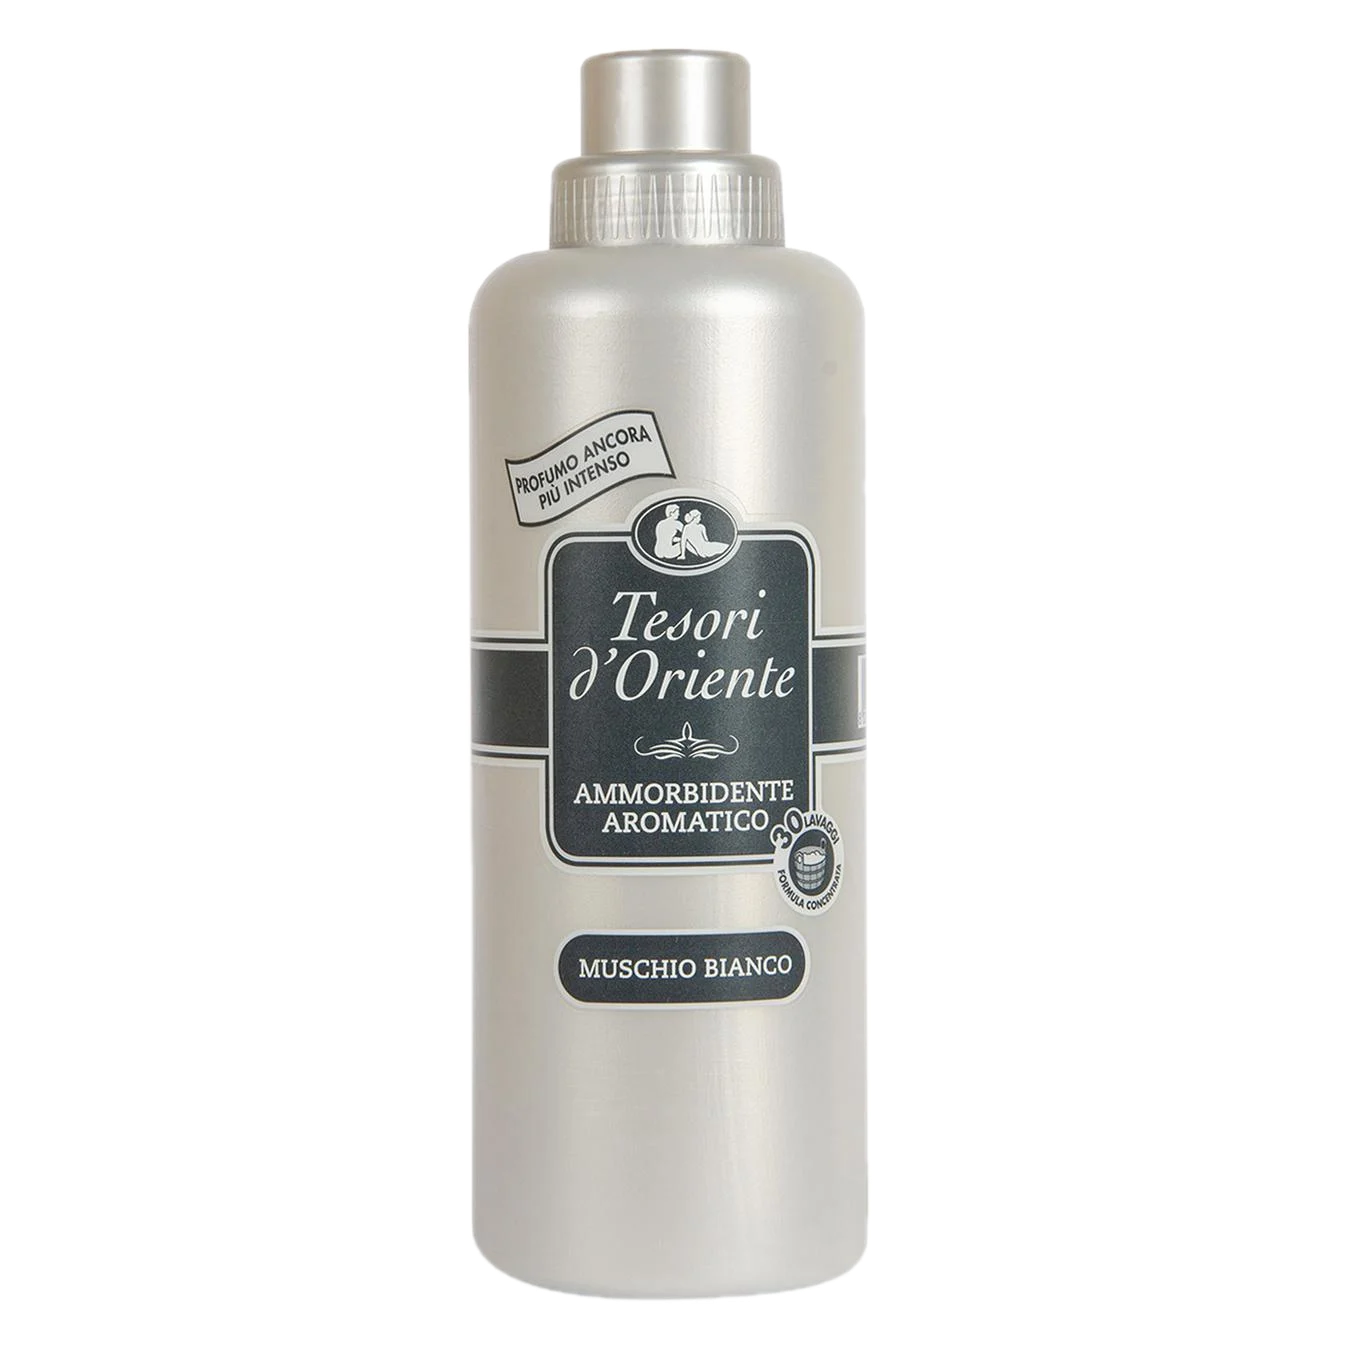 PROFUMO ANCORA
PIÙ INTENSO
Tesori
d'Oriente
AMMORBIDENTE
AROMATICO
30 LAVAGGI
FORMULA CONCENTRATA
MUSCHIO BIANCO